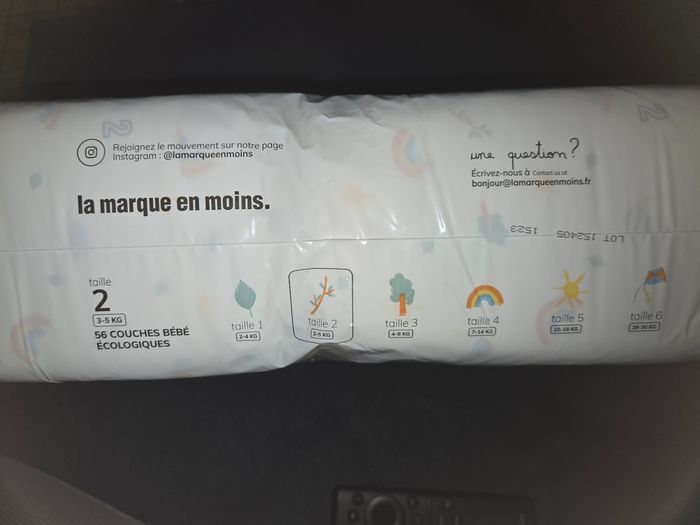 Rejoignez le mouvement sur notre page
Instagram : @lamarqueenmoins
une question?
Écrivez-nous à Contact us at
bonjour@lamarqueenmoins.fr
la marque en moins.
LOT 152405 1523
taille
2
3-5 KG
56 COUCHES BÉBÉ
ÉCOLOGIQUES
taille 1
2-4 KG
taille 2
3-5 KG
taille 3
4-8 KG
taille 4
7-14 KG
taille 5
10-18 KG
taille 6
16-30 KG
2
2